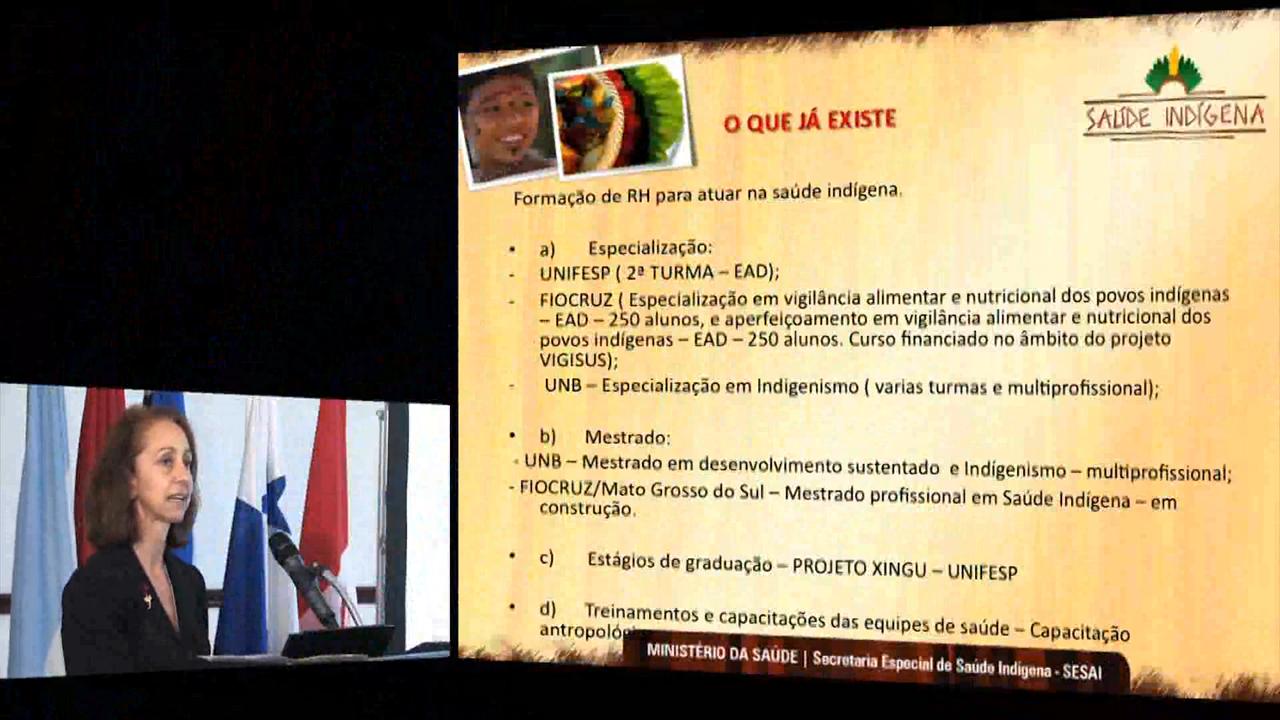 O QUE JÁ EXISTE
SAÚDE INDÍGENA
Formação de RH para atuar na saúde indígena.
• a) Especialização:
- UNIFESP ( 2ª TURMA – EAD);
- FIOCRUZ ( Especialização em vigilância alimentar e nutricional dos povos indígenas
– EAD – 250 alunos, e aperfeiçoamento em vigilância alimentar e nutricional dos
povos indígenas – EAD – 250 alunos. Curso financiado no âmbito do projeto
VIGISUS);
- UNB – Especialização em Indigenismo ( varias turmas e multiprofissional);
• b) Mestrado:
- UNB – Mestrado em desenvolvimento sustentado e Indígenismo – multiprofissional;
- FIOCRUZ/Mato Grosso do Sul – Mestrado profissional em Saúde Indígena – em
construção.
• c) Estágios de graduação – PROJETO XINGU – UNIFESP
• d) Treinamentos e capacitações das equipes de saúde – Capacitação
MINISTÉRIO DA SAÚDE | Secretaria Especial de Saúde Indígena - SESAI